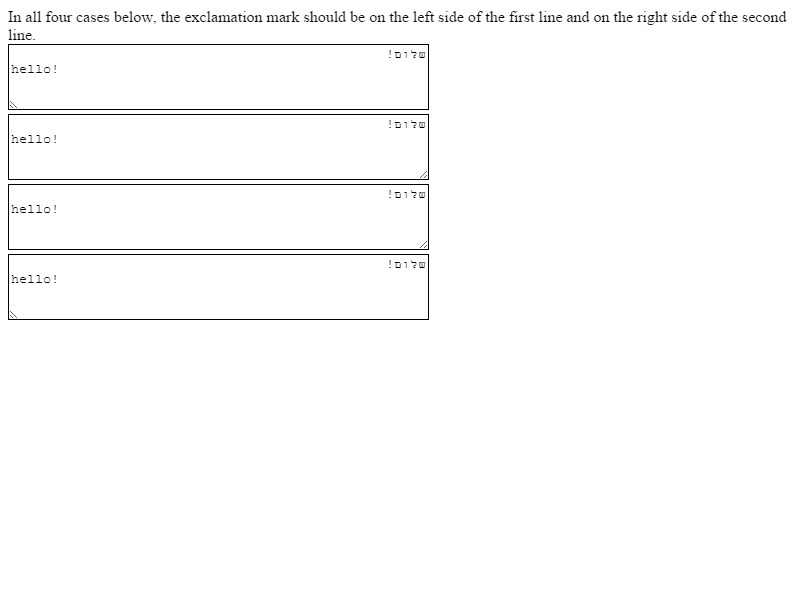 In all four cases below, the exclamation mark should be on the left side of the first line and on the right side of the second
line.
שלום!
hello!
שלום!
hello!
שלום!
hello!
שלום!
hello!